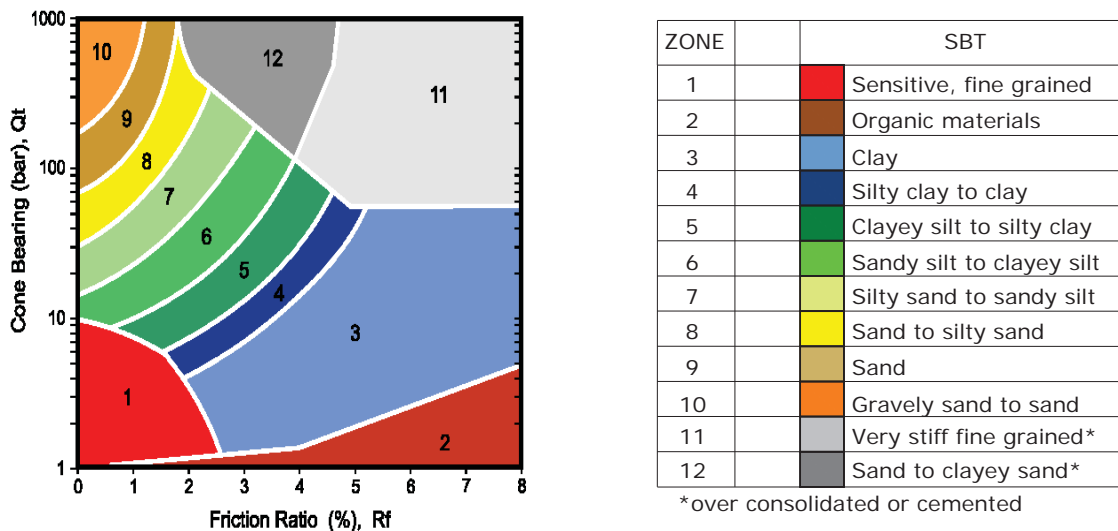 1000
100
10
1
Cone Bearing (bar), Qt
0 1 2 3 4 5 6 7 8
Friction Ratio (%), Rf
10
12
11
9
8
7
6
5
4
3
1
2
ZONE SBT
1 Sensitive, fine grained
2 Organic materials
3 Clay
4 Silty clay to clay
5 Clayey silt to silty clay
6 Sandy silt to clayey silt
7 Silty sand to sandy silt
8 Sand to silty sand
9 Sand
10 Gravely sand to sand
11 Very stiff fine grained*
12 Sand to clayey sand*
*over consolidated or cemented